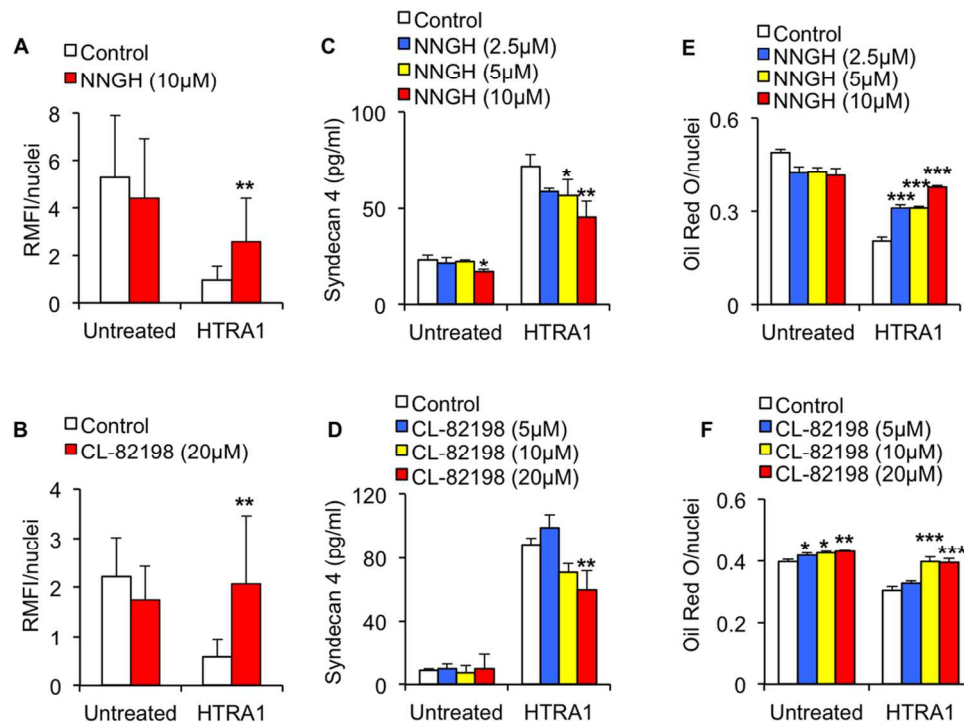 A
Control
NNGH (10µM)
RMFI/nuclei
8
6
4
2
0
**
Untreated
HTRA1
C
Control
NNGH (2.5µM)
NNGH (5µM)
NNGH (10µM)
Syndecan 4 (pg/ml)
100
50
0
*
*
**
Untreated
HTRA1
E
Control
NNGH (2.5µM)
NNGH (5µM)
NNGH (10µM)
Oil Red O/nuclei
0.6
0.3
0
***
***
***
Untreated
HTRA1
B
Control
CL-82198 (20µM)
RMFI/nuclei
4
3
2
1
0
**
Untreated
HTRA1
D
Control
CL-82198 (5µM)
CL-82198 (10µM)
CL-82198 (20µM)
Syndecan 4 (pg/ml)
120
80
40
0
**
Untreated
HTRA1
F
Control
CL-82198 (5µM)
CL-82198 (10µM)
CL-82198 (20µM)
Oil Red O/nuclei
0.6
0.4
0.4
0
*
*
**
***
***
Untreated
HTRA1